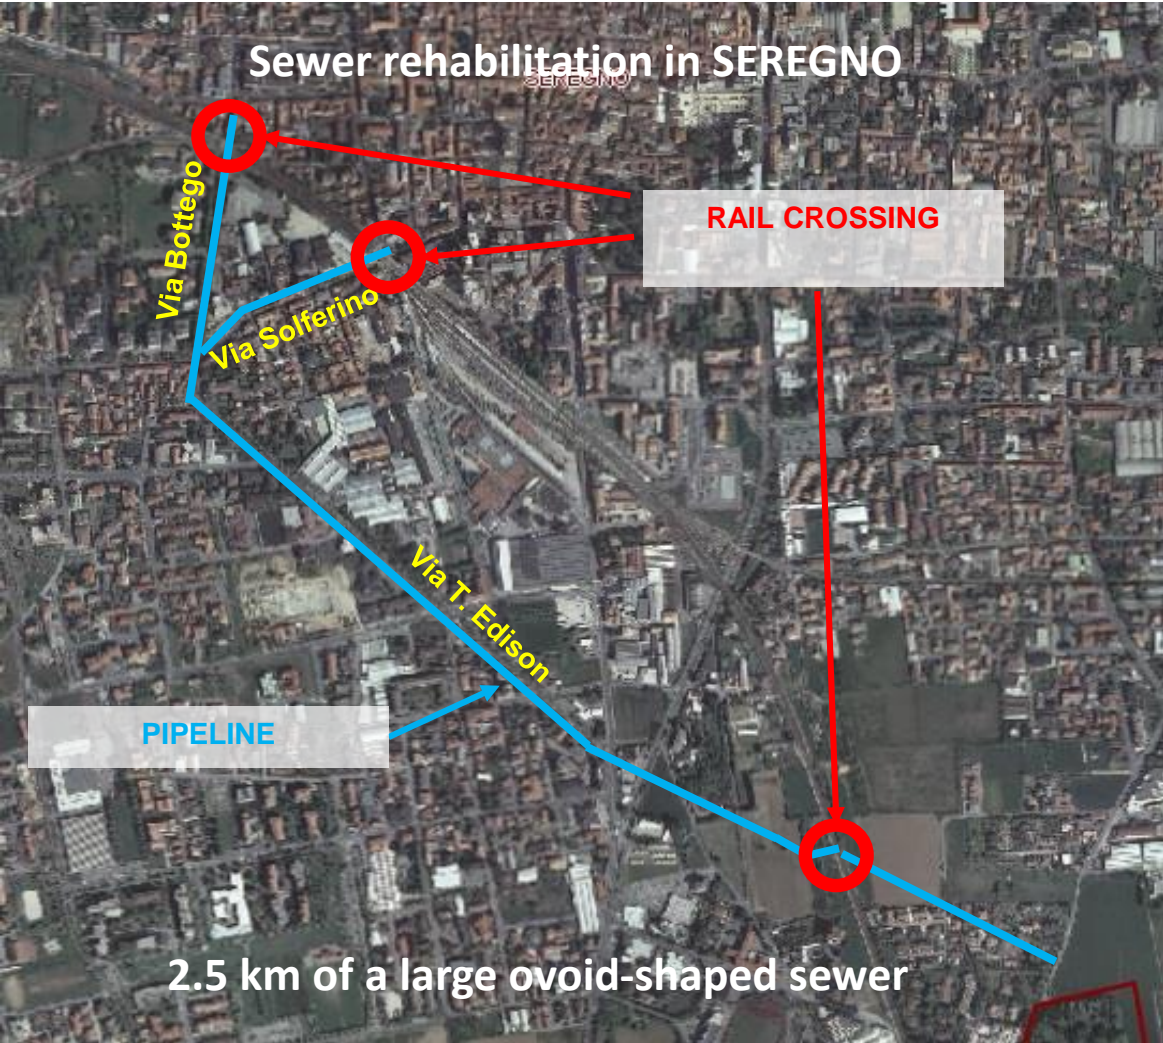 Sewer rehabilitation in SEREGNO
SEREGNO
RAIL CROSSING
Via Bottego
Via Solferino
Via T. Edison
PIPELINE
2.5 km of a large ovoid-shaped sewer